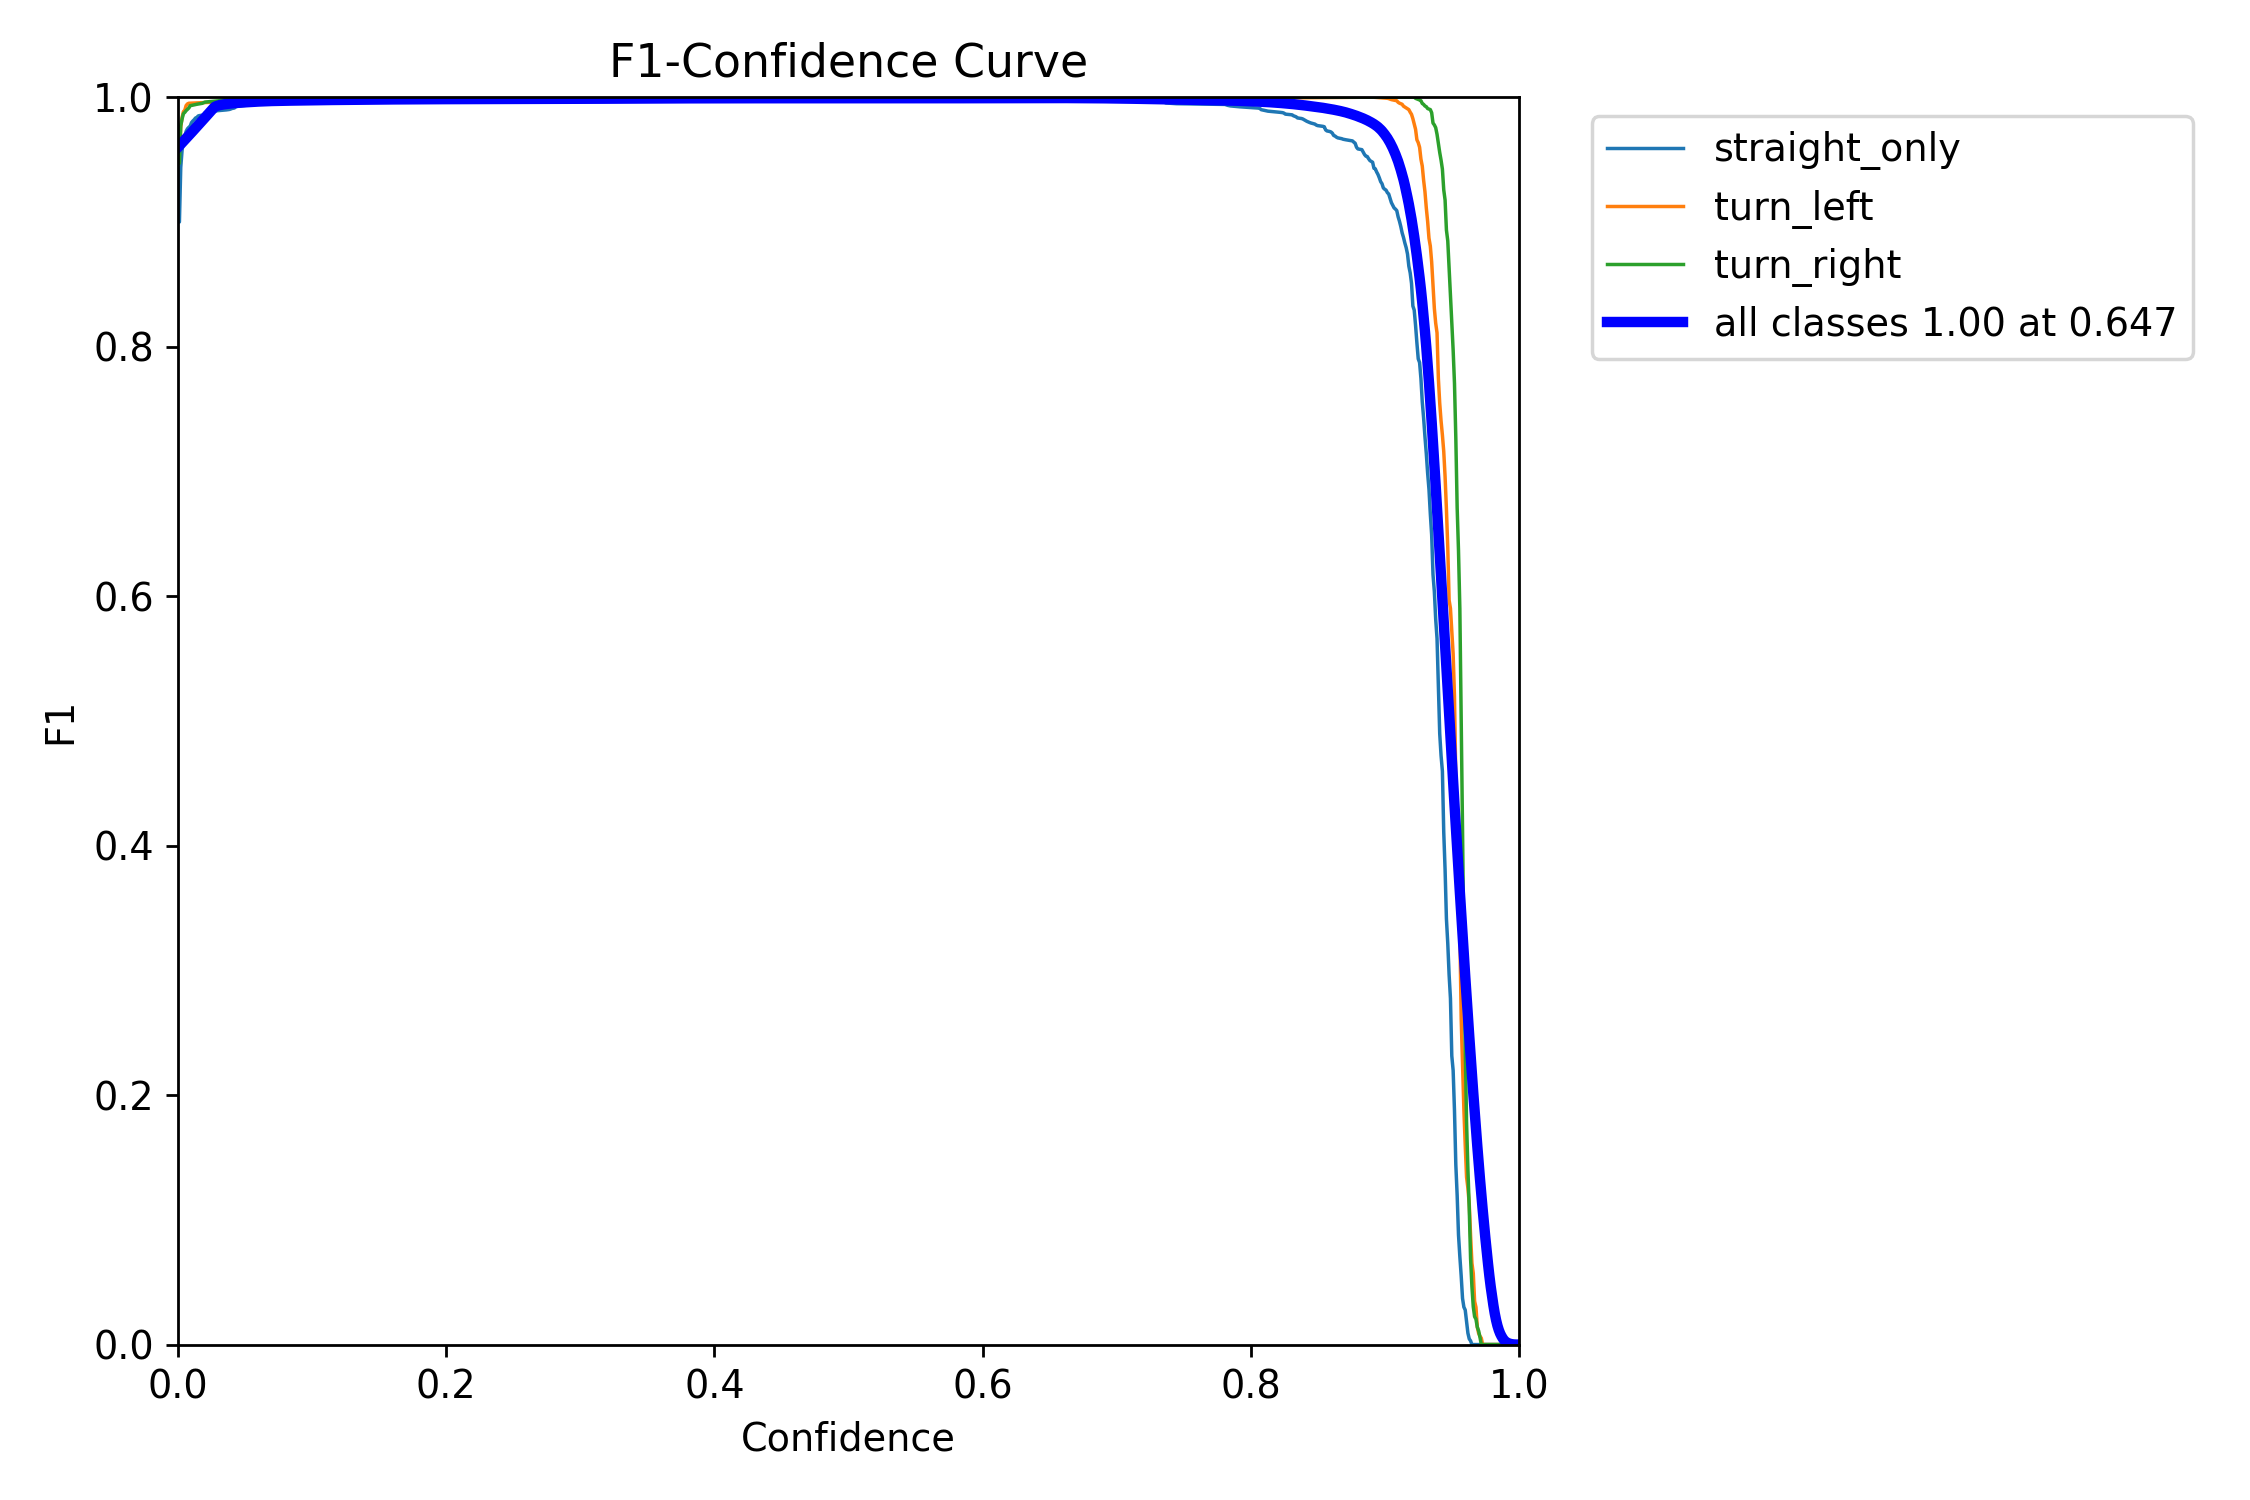 F1-Confidence Curve
1.0
0.8
0.6
0.4
0.2
0.0
F1
0.0 0.2 0.4 0.6 0.8 1.0
Confidence
straight_only
turn_left
turn_right
all classes 1.00 at 0.647